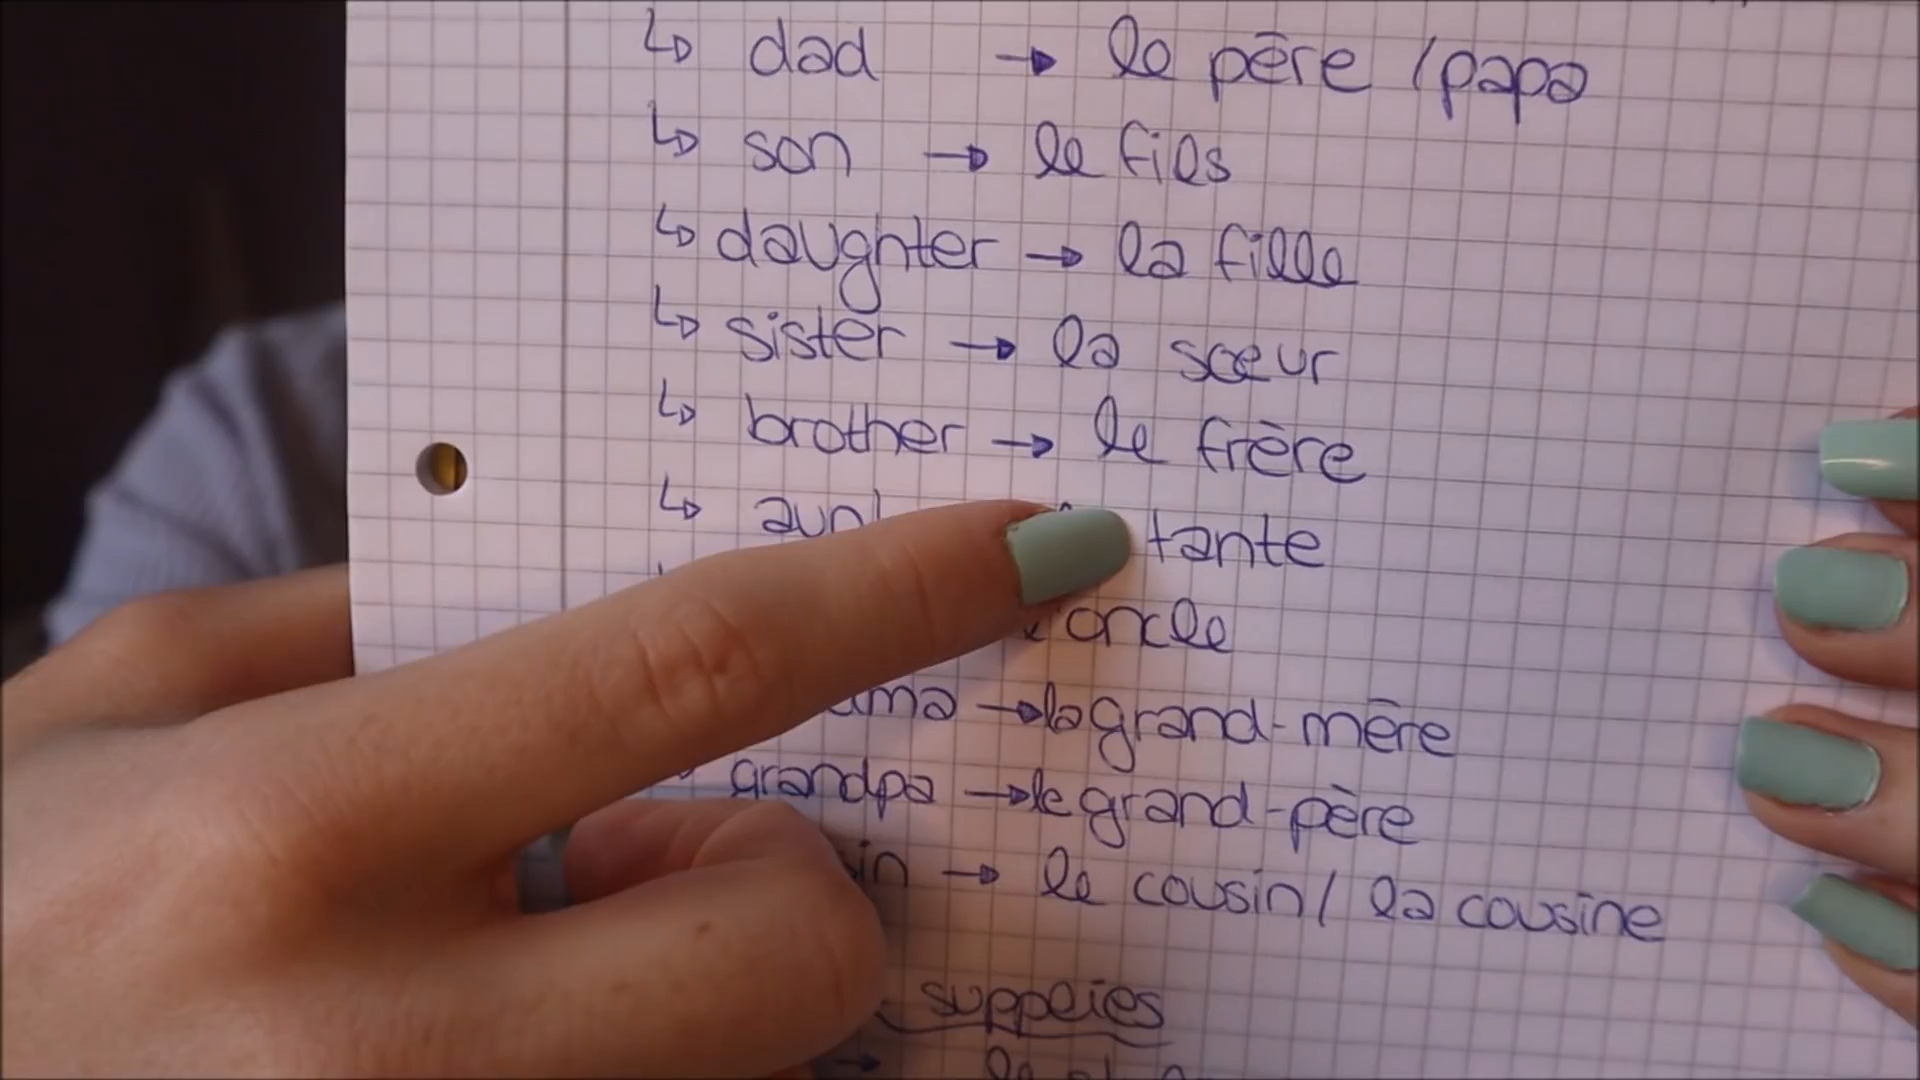 ↳ dad → le père / papa
↳ son → le fils
↳ daughter → la fille
↳ sister → la sœur
↳ brother → le frère
↳ tante
oncle
→ la grand-mère
grandpa → le grand-père
→ le cousin / la cousine
supplies